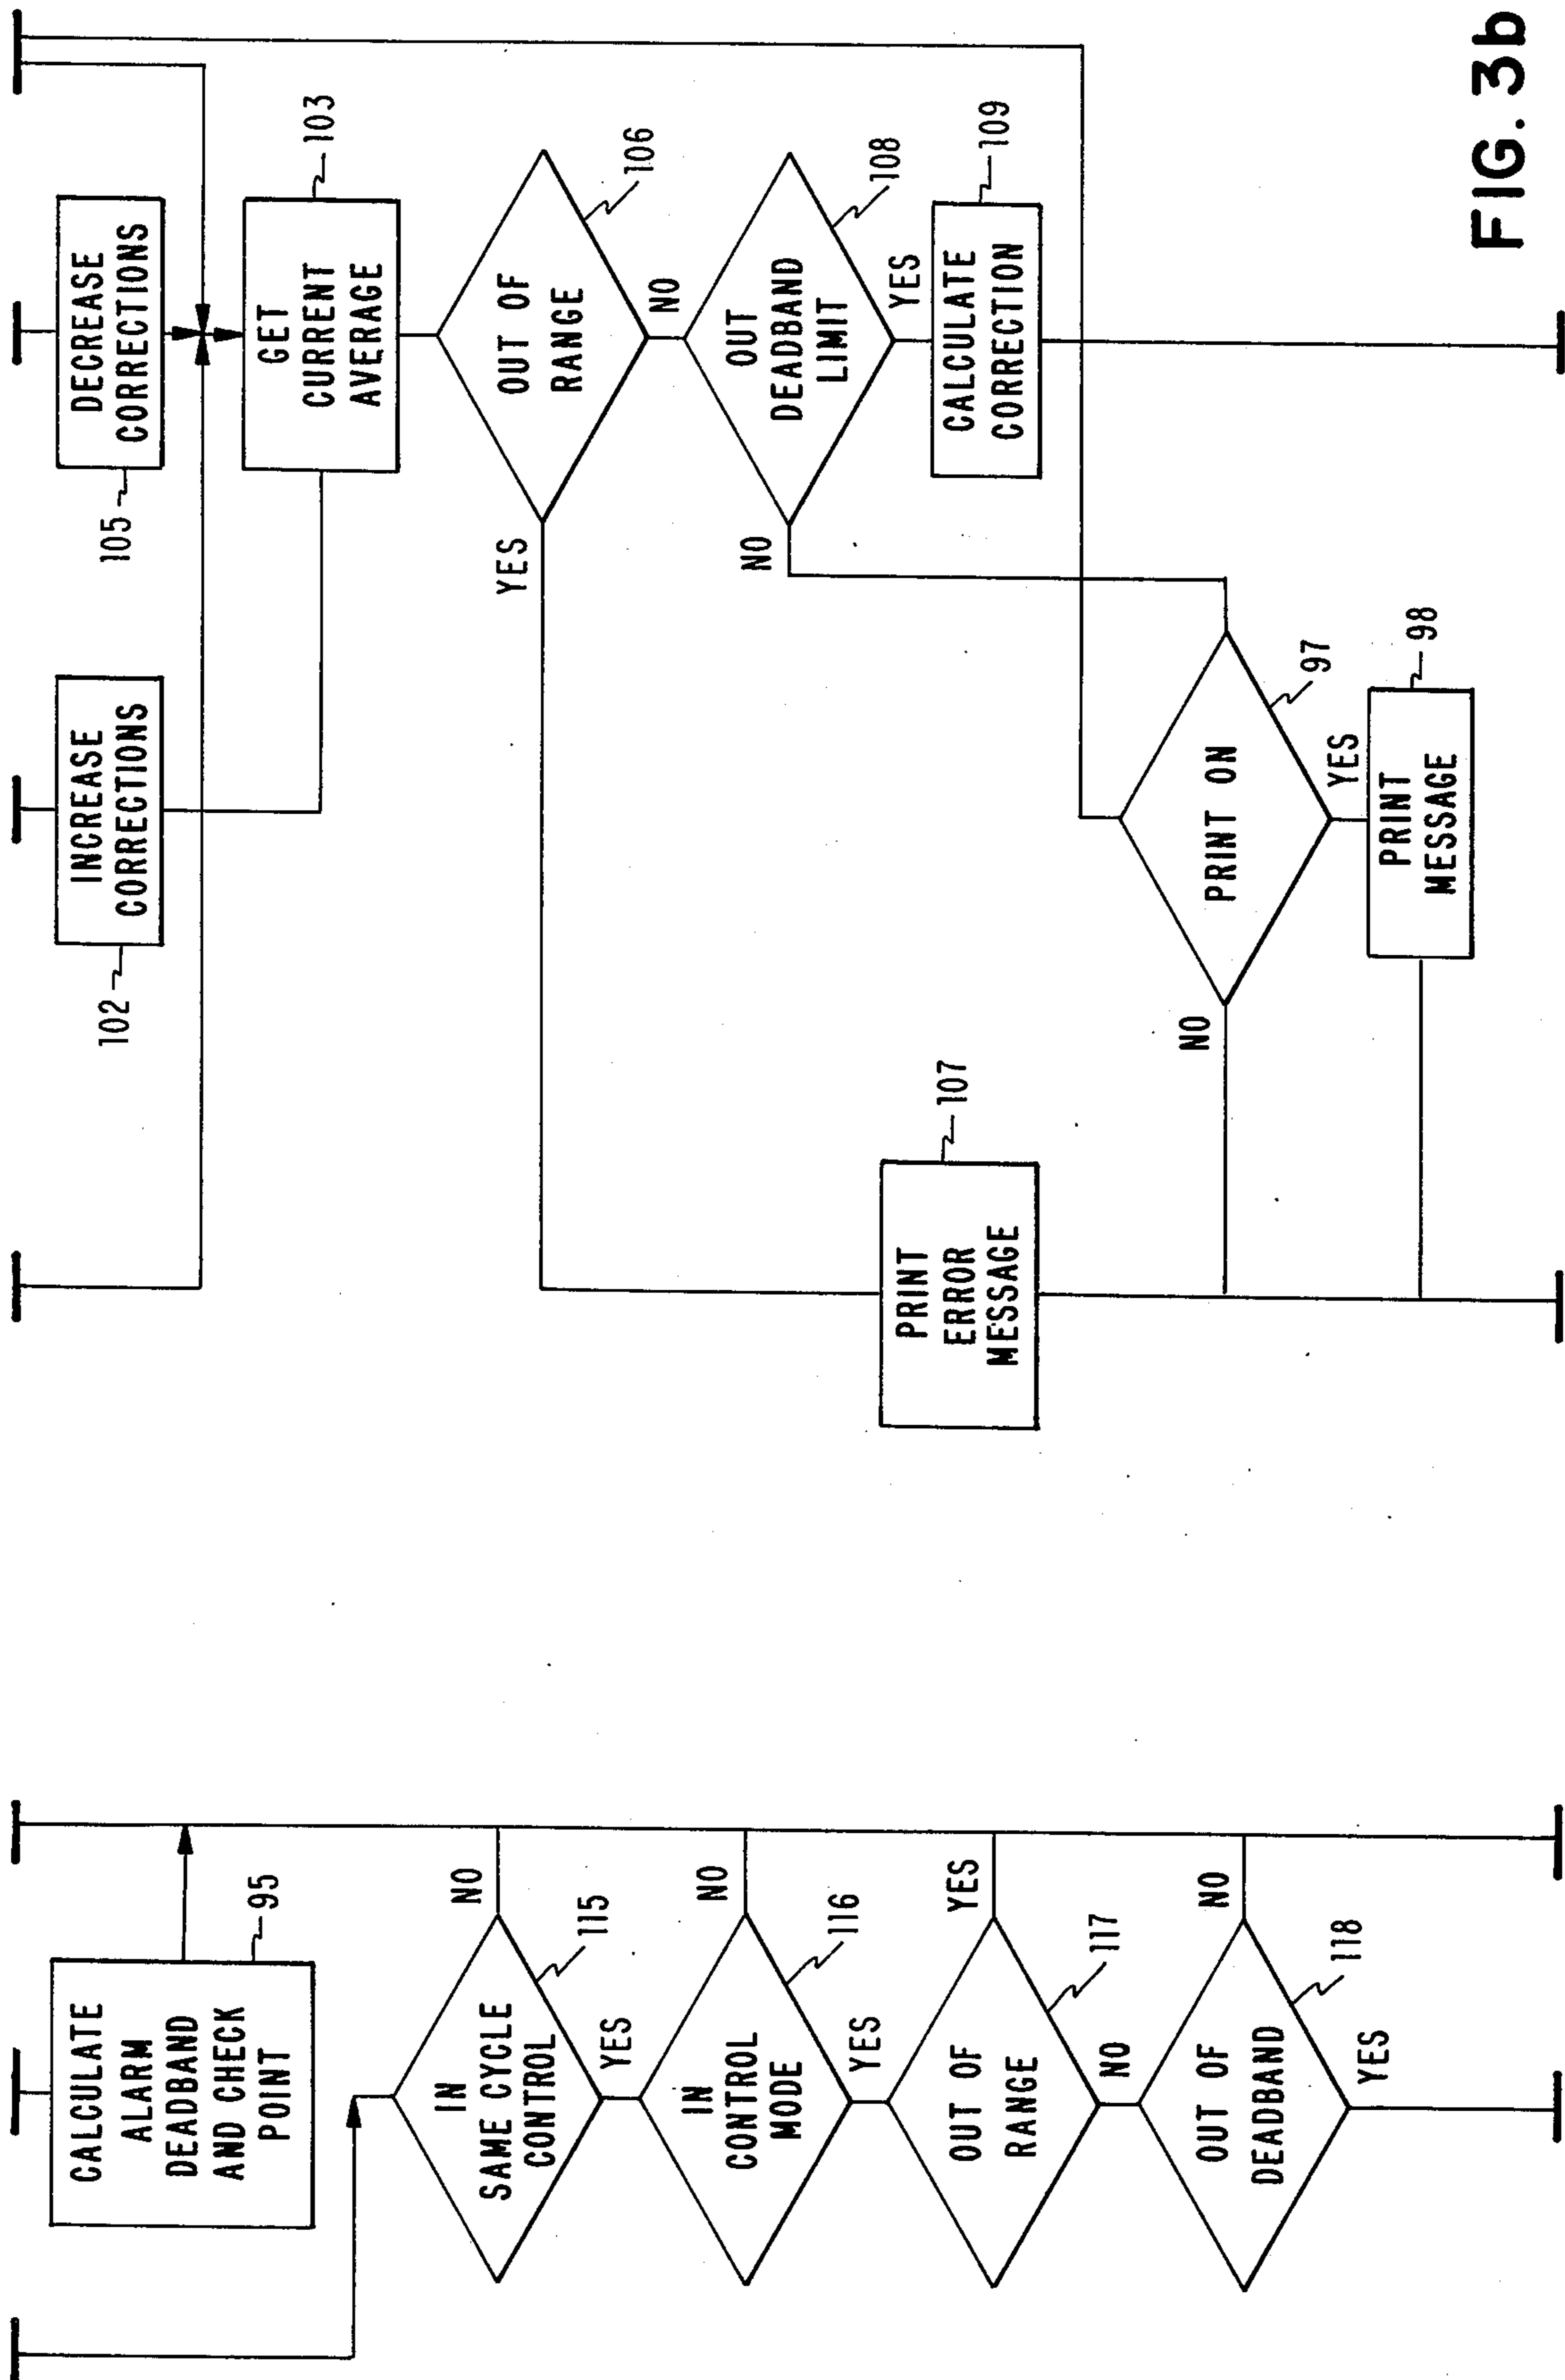 CALCULATE
ALARM
DEADBAND
AND CHECK
POINT
95
IN
SAME CYCLE
CONTROL
115
NO
YES
IN
CONTROL
MODE
116
NO
YES
OUT OF
RANGE
117
YES
NO
OUT OF
DEADBAND
118
NO
YES
INCREASE
CORRECTIONS
102
DECREASE
CORRECTIONS
105
GET
CURRENT
AVERAGE
103
OUT OF
RANGE
106
YES
NO
OUT
DEADBAND
LIMIT
108
NO
YES
CALCULATE
CORRECTION
109
PRINT
ERROR
MESSAGE
107
PRINT ON
97
NO
YES
PRINT
MESSAGE
98
FIG. 3b